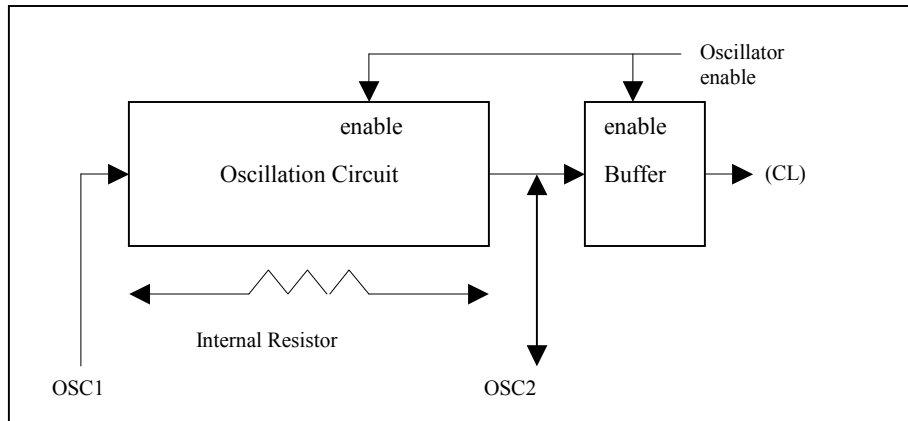 Oscillator
enable
enable
enable
Oscillation Circuit
Buffer
(CL)
Internal Resistor
OSC1
OSC2